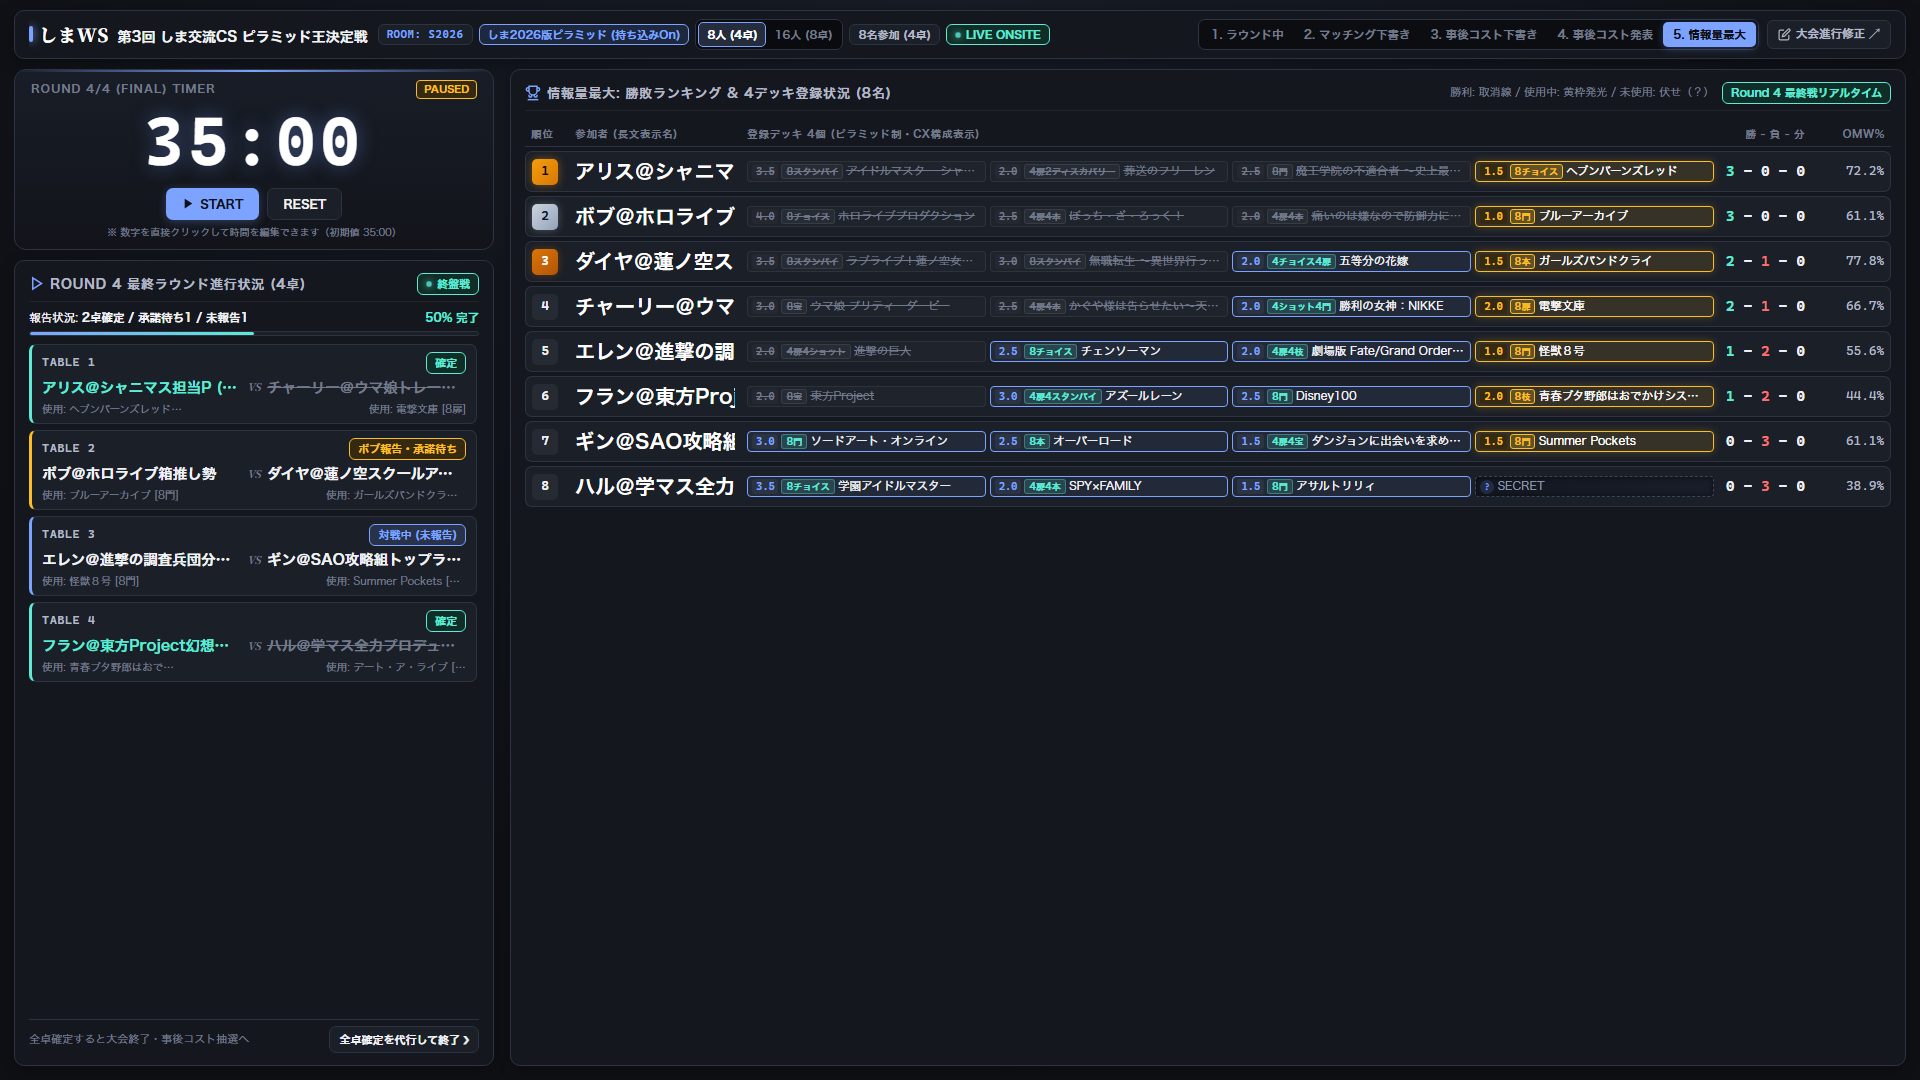 しまWS 第3回 しま交流CS ピラミッド王決定戦 ROOM: S2026 しま2026版ピラミッド (持ち込みOn) 8人 (4卓) 16人 (8卓) 8名参加 (4卓) LIVE ONSITE 1. ラウンド中 2. マッチング下書き 3. 事後コスト下書き 4. 事後コスト発表 5. 情報量最大 大会進行修正
ROUND 4/4 (FINAL) TIMER PAUSED
35:00
START RESET
※ 数字を直接クリックして時間を編集できます (初期値 35:00)
ROUND 4 最終ラウンド進行状況 (4卓) 終盤戦
報告状況: 2卓確定 / 承諾待ち1 / 未報告1 50% 完了
TABLE 1 確定
アリス@シャニマス担当P (… VS チャーリー@ウマ娘トレー…
使用: ヘブンバーンズレッド… 使用: 電撃文庫 [8扉]
TABLE 2 ボブ報告・承諾待ち
ボブ@ホロライブ箱推し勢 VS ダイヤ@蓮ノ空スクールア…
使用: ブルーアーカイブ [8門] 使用: ガールズバンドクラ…
TABLE 3 対戦中 (未報告)
エレン@進撃の調査兵団分… VS ギン@SAO攻略組トップラ…
使用: 怪獣８号 [8門] 使用: Summer Pockets […
TABLE 4 確定
フラン@東方Project幻想… VS ハル@学マス全力プロデュ…
使用: 青春ブタ野郎はおで… 使用: デート・ア・ライブ […
全卓確定すると大会終了・事後コスト抽選へ 全卓確定を代行して終了 ❯
情報量最大: 勝敗ランキング & 4デッキ登録状況 (8名) 勝利: 取消線 / 使用中: 黄枠発光 / 未使用: 伏せ (？) Round 4 最終戦リアルタイム
順位 参加者 (長文表示名) 登録デッキ 4個 (ピラミッド制・CX構成表示) 勝 - 負 - 分 OMW%
1 アリス@シャニマ 3.5 8スタンバイ アイドルマスター シャ… 2.0 4扉2ディスカバリー 葬送のフリーレン 2.5 8門 魔王学院の不適合者 ～史上最… 1.5 8チョイス ヘブンバーンズレッド 3 - 0 - 0 72.2%
2 ボブ@ホロライブ 4.0 8チョイス ホロライブプロダクション 2.5 4扉4本 ぼっち・ざ・ろっく！ 2.0 4扉4本 痛いのは嫌なので防御力に… 1.0 8門 ブルーアーカイブ 3 - 0 - 0 61.1%
3 ダイヤ@蓮ノ空ス 3.5 8スタンバイ ラブライブ！蓮ノ空女… 3.0 8スタンバイ 無職転生 ～異世界行っ… 2.0 4チョイス4扉 五等分の花嫁 1.5 8本 ガールズバンドクライ 2 - 1 - 0 77.8%
4 チャーリー@ウマ 3.0 8宝 ウマ娘 プリティーダービー 2.5 4扉4本 かぐや様は告らせたい～天… 2.0 4ショット4門 勝利の女神：NIKKE 2.0 8扉 電撃文庫 2 - 1 - 0 66.7%
5 エレン@進撃の調 2.0 4扉4ショット 進撃の巨人 2.5 8チョイス チェンソーマン 2.0 4扉4枝 劇場版 Fate/Grand Order… 1.0 8門 怪獣８号 1 - 2 - 0 55.6%
6 フラン@東方Proj 2.0 8宝 東方Project 3.0 4扉4スタンバイ アズールレーン 2.5 8門 Disney100 2.0 8枝 青春ブタ野郎はおでかけシス… 1 - 2 - 0 44.4%
7 ギン@SAO攻略組 3.0 8門 ソードアート・オンライン 2.5 8本 オーバーロード 1.5 4扉4宝 ダンジョンに出会いを求め… 1.5 8門 Summer Pockets 0 - 3 - 0 61.1%
8 ハル@学マス全力 3.5 8チョイス 学園アイドルマスター 2.0 4扉4本 SPY×FAMILY 1.5 8門 アサルトリリィ ? SECRET 0 - 3 - 0 38.9%